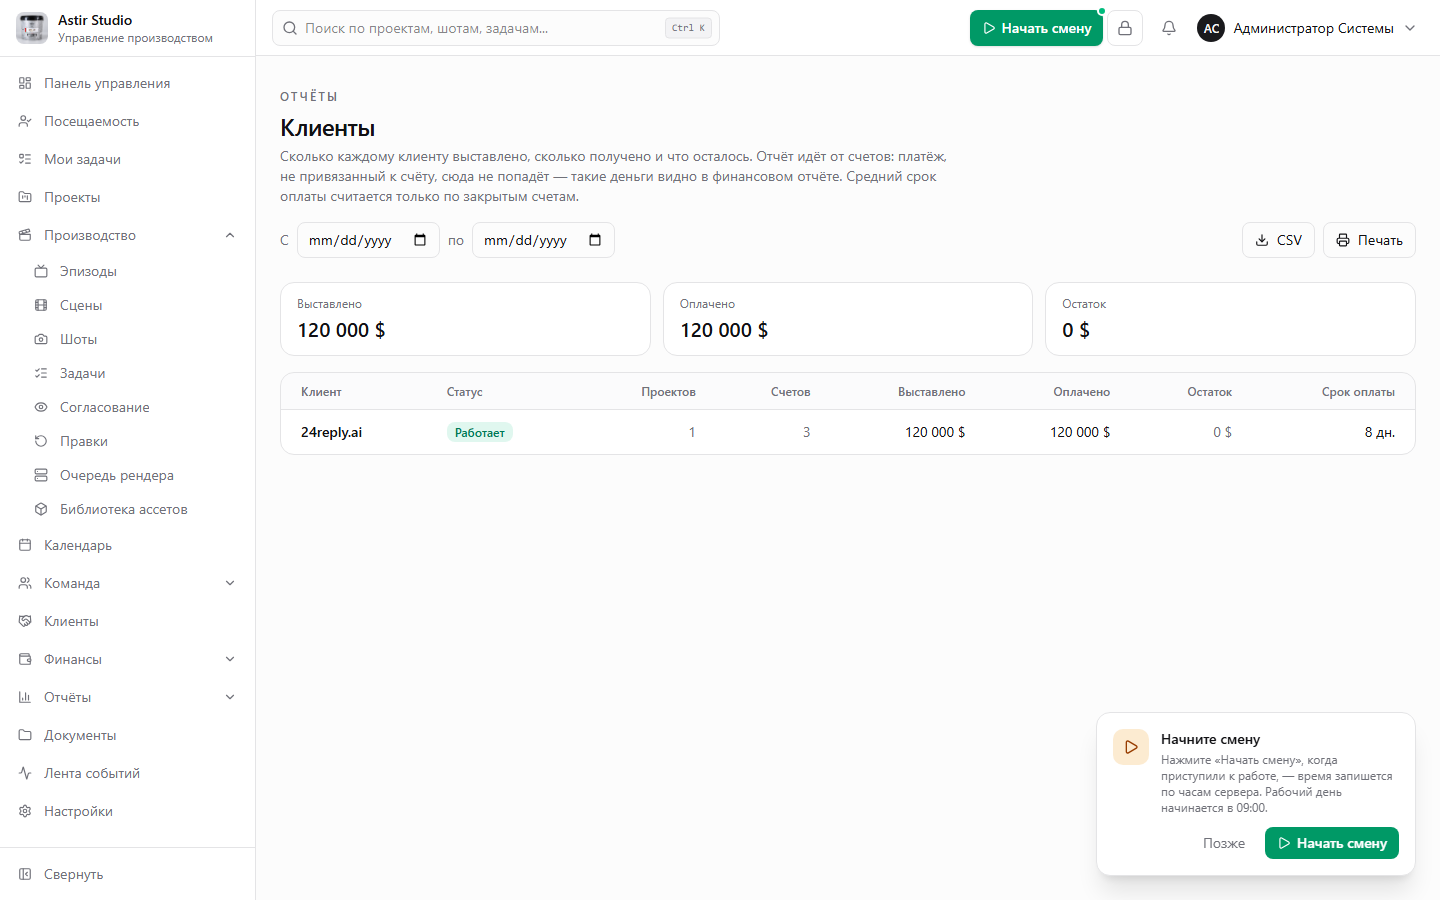 Astir Studio
Управление производством
Поиск по проектам, шотам, задачам...
Ctrl K
Начать смену
АС
Администратор Системы
Панель управления
Посещаемость
Мои задачи
Проекты
Производство
Эпизоды
Сцены
Шоты
Задачи
Согласование
Правки
Очередь рендера
Библиотека ассетов
Календарь
Команда
Клиенты
Финансы
Отчёты
Документы
Лента событий
Настройки
Свернуть
ОТЧЁТЫ
Клиенты
Сколько каждому клиенту выставлено, сколько получено и что осталось. Отчёт идёт от счетов: платёж,
не привязанный к счёту, сюда не попадёт — такие деньги видно в финансовом отчёте. Средний срок
оплаты считается только по закрытым счетам.
С mm/dd/yyyy по mm/dd/yyyy
CSV
Печать
Выставлено
120 000 $
Оплачено
120 000 $
Остаток
0 $
Клиент Статус Проектов Счетов Выставлено Оплачено Остаток Срок оплаты
24reply.ai Работает 1 3 120 000 $ 120 000 $ 0 $ 8 дн.
Начните смену
Нажмите «Начать смену», когда
приступили к работе, — время запишется
по часам сервера. Рабочий день
начинается в 09:00.
Позже
Начать смену